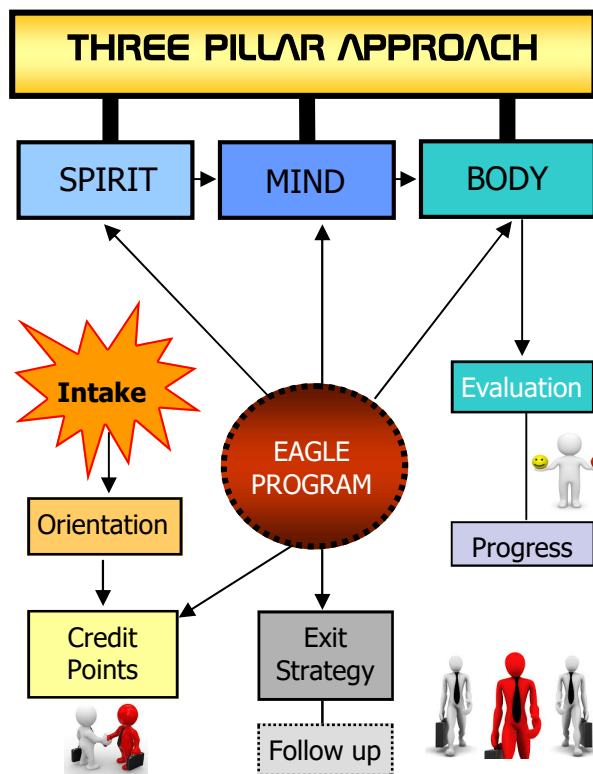 THREE PILLAR APPROACH
SPIRIT
MIND
BODY
Intake
Evaluation
EAGLE
PROGRAM
Orientation
Progress
Credit
Points
Exit
Strategy
Follow up